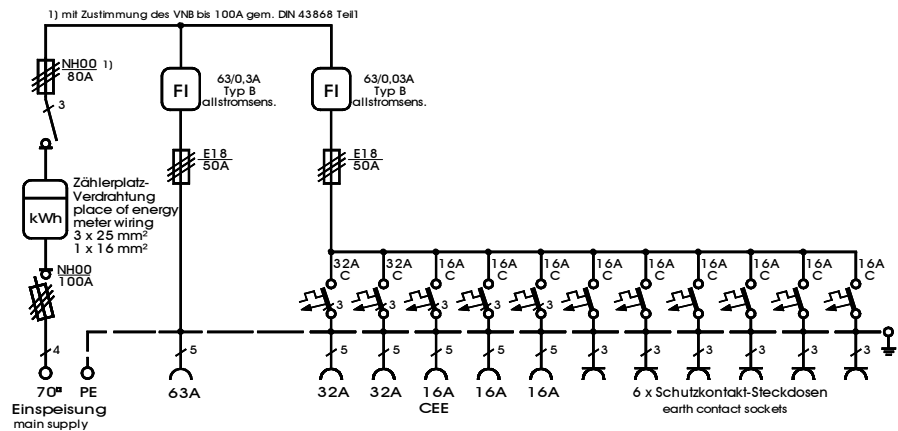 1) mit Zustimmung des VNB bis 100A gem. DIN 43868 Teil1
NH00 1)
80A
3
FI
63/0,3A
Typ B
allstromsens.
FI
63/0,03A
Typ B
allstromsens.
E18
50A
E18
50A
kWh
Zählerplatz-
Verdrahtung
place of energy
meter wiring
3 x 25 mm²
1 x 16 mm²
NH00
100A
32A 32A 16A 16A 16A 16A 16A 16A 16A 16A 16A
C C C C C C C C C C C
3 3 3 3 3
4 5 5 5 5 5 5 3 3 3 3 3 3
70 PE 63A 32A 32A 16A 16A 16A 6 x Schutzkontakt-Steckdosen
Einspeisung CEE earth contact sockets
main supply